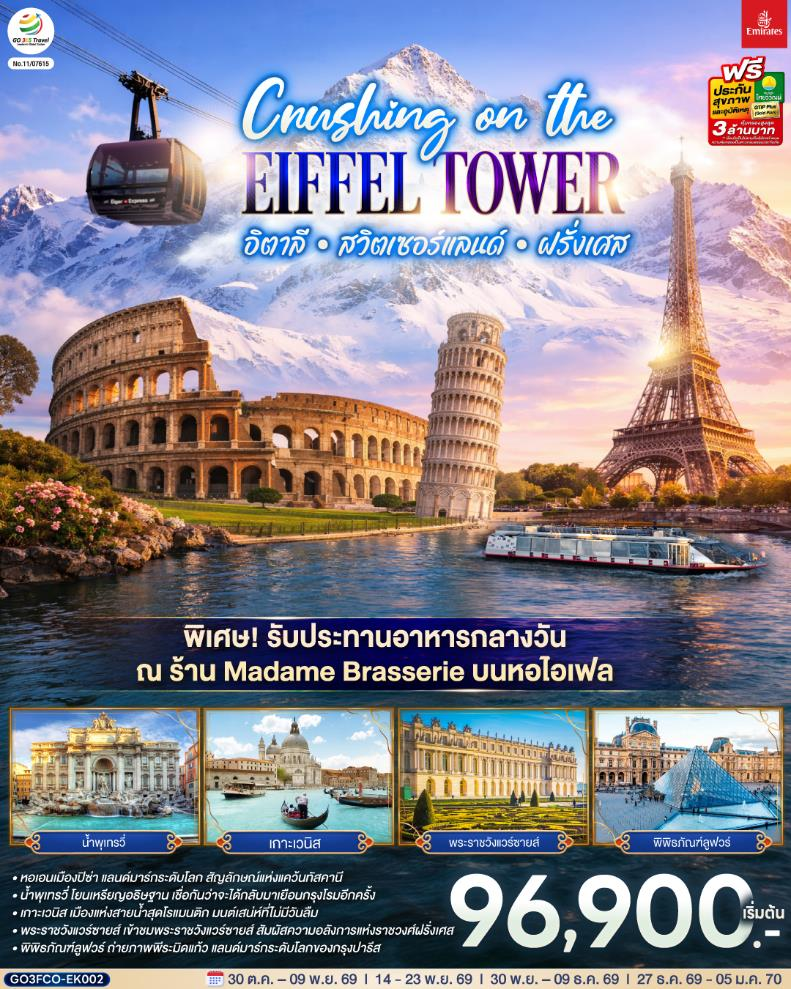 GO 365 Travel
No.11/07615
Emirates
ฟรี
ประกัน
สุขภาพ
และอุบัติเหตุ
ไทยวิวัฒน์
GTIP Plus
3 ล้านบาท
Crushing on the
EIFFEL TOWER
อิตาลี • สวิตเซอร์แลนด์ • ฝรั่งเศส
Eiger Express
พิเศษ! รับประทานอาหารกลางวัน
ณ ร้าน Madame Brasserie บนหอไอเฟล
น้ำพุเทรวี่
เกาะเวนิส
พระราชวังแวร์ซายส์
พิพิธภัณฑ์ลูฟวร์
• หอเอนเมืองปิซ่า แลนด์มาร์กระดับโลก สัญลักษณ์แห่งแคว้นทัสคานี
• น้ำพุเทรวี่ โยนเหรียญอธิษฐาน เชื่อกันว่าจะได้กลับมาเยือนกรุงโรมอีกครั้ง
• เกาะเวนิส เมืองแห่งสายน้ำสุดโรแมนติก มนต์เสน่ห์ที่ไม่มีวันลืม
• พระราชวังแวร์ซายส์ เข้าชมพระราชวังแวร์ซายส์ สัมผัสความอลังการแห่งราชวงศ์ฝรั่งเศส
• พิพิธภัณฑ์ลูฟวร์ ถ่ายภาพพีระมิดแก้ว แลนด์มาร์กระดับโลกของกรุงปารีส
96,900.-
เริ่มต้น
GO3FCO-EK002
30 ต.ค. – 09 พ.ย. 69 | 14 - 23 พ.ย. 69 | 30 พ.ย. – 09 ธ.ค. 69 | 27 ธ.ค. 69 - 05 ม.ค. 70